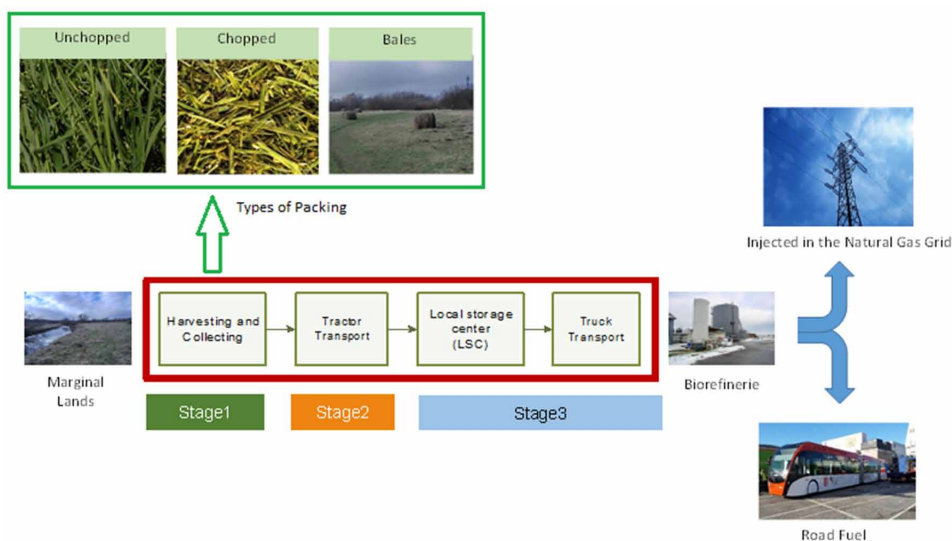 Unchopped
Chopped
Bales
Types of Packing
Injected in the Natural Gas Grid
Harvesting and
Collecting
Tractor
Transport
Local storage
center
(LSC)
Truck
Transport
Marginal
Lands
Biorefinerie
Stage1
Stage2
Stage3
Road Fuel